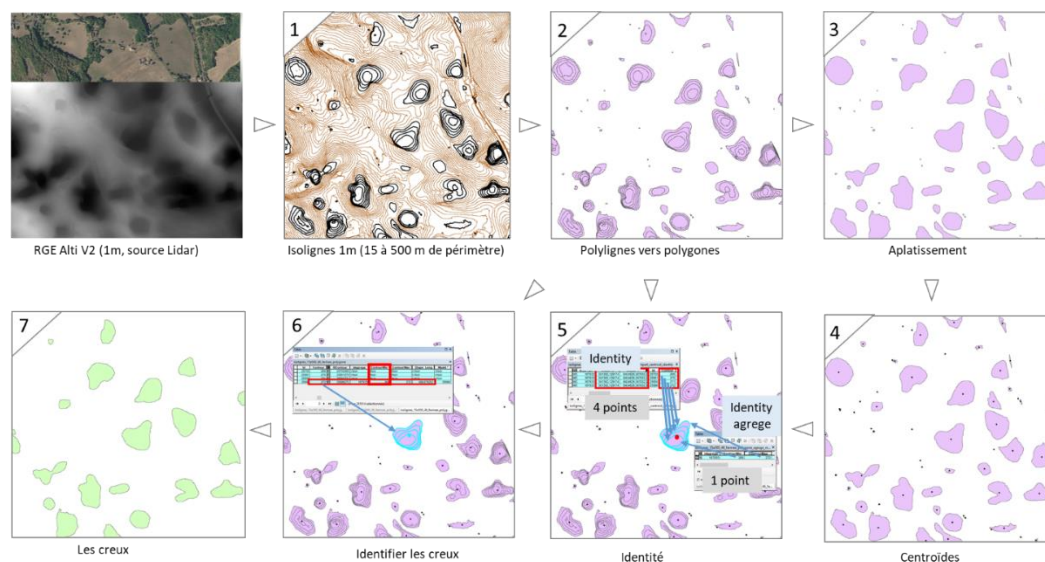 1
2
3
RGE Alti V2 (1m, source Lidar)
Isolignes 1m (15 à 500 m de périmètre)
Polylignes vers polygones
Aplatissement
7
6
5
4
Identity
4 points
Identity
agrege
1 point
Les creux
Identifier les creux
Identité
Centroïdes